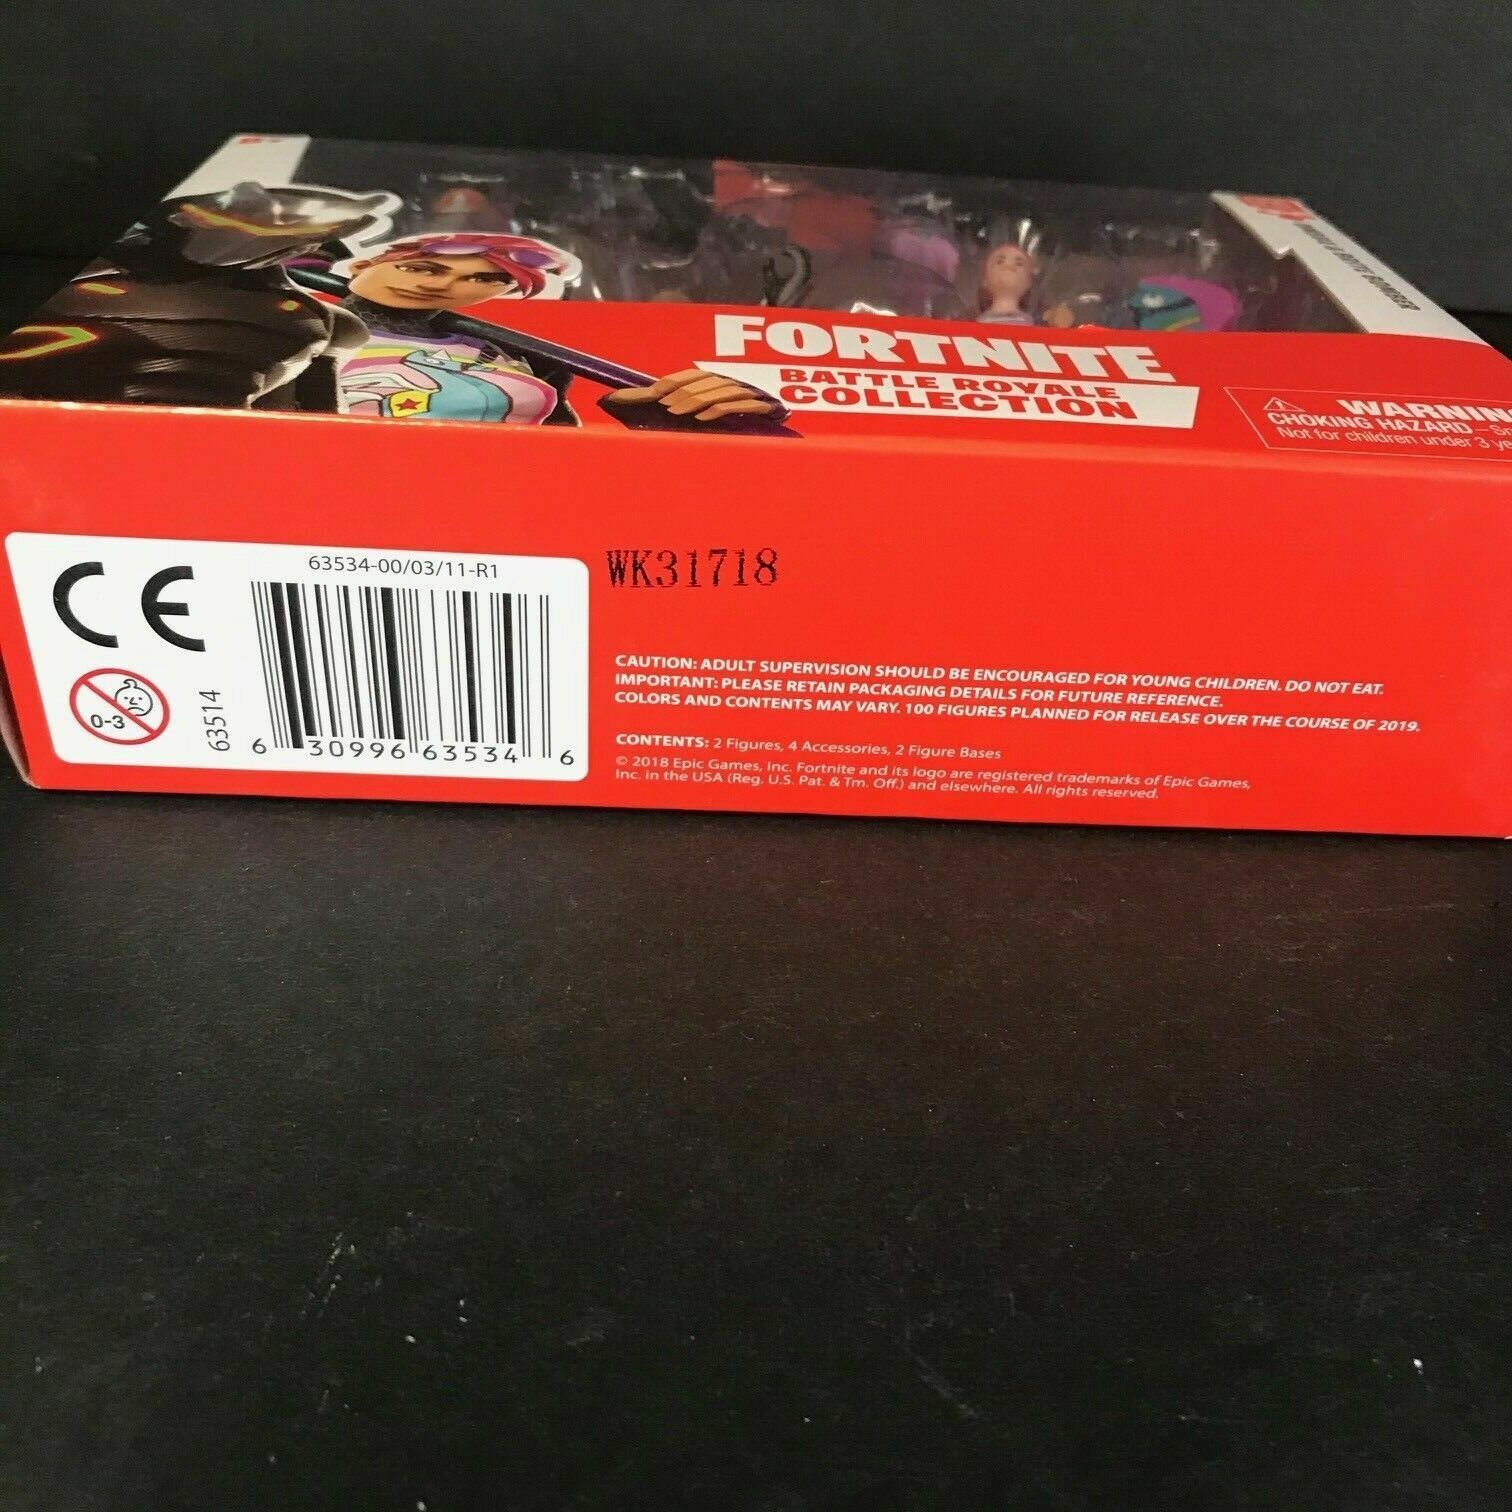 OMEGA & BRITE BOMBER
FORTNITE
BATTLE ROYALE
COLLECTION
WARNING
CHOKING HAZARD –
Not for children under 3
CE
63534-00/03/11-R1
0-3
63514
6 30996 63534 6
WK31718
CAUTION: ADULT SUPERVISION SHOULD BE ENCOURAGED FOR YOUNG CHILDREN. DO NOT EAT.
IMPORTANT: PLEASE RETAIN PACKAGING DETAILS FOR FUTURE REFERENCE.
COLORS AND CONTENTS MAY VARY. 100 FIGURES PLANNED FOR RELEASE OVER THE COURSE OF 2019.
CONTENTS: 2 Figures, 4 Accessories, 2 Figure Bases
© 2018 Epic Games, Inc. Fortnite and its logo are registered trademarks of Epic Games,
Inc. in the USA (Reg. U.S. Pat. & Tm. Off.) and elsewhere. All rights reserved.